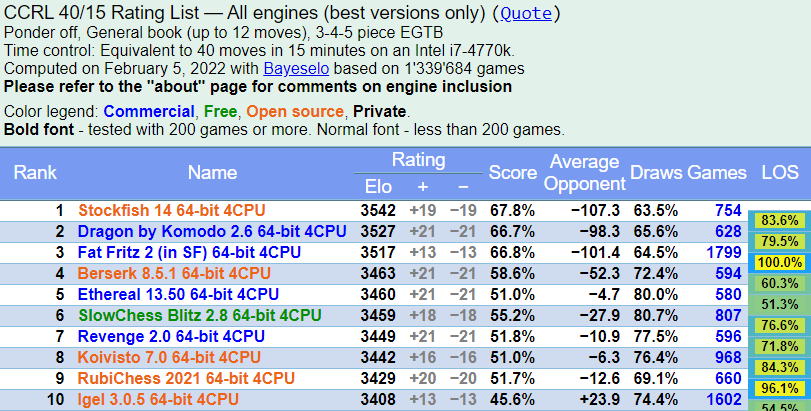 CCRL 40/15 Rating List — All engines (best versions only) (Quote)
Ponder off, General book (up to 12 moves), 3-4-5 piece EGTB
Time control: Equivalent to 40 moves in 15 minutes on an Intel i7-4770k.
Computed on February 5, 2022 with Bayeselo based on 1'339'684 games
Please refer to the "about" page for comments on engine inclusion
Color legend: Commercial, Free, Open source, Private.
Bold font - tested with 200 games or more. Normal font - less than 200 games.
Rank Name Rating Score Average Opponent Draws Games LOS
Elo + −
1 Stockfish 14 64-bit 4CPU 3542 +19 −19 67.8% −107.3 63.5% 754
83.6%
2 Dragon by Komodo 2.6 64-bit 4CPU 3527 +21 −21 66.7% −98.3 65.6% 628
79.5%
3 Fat Fritz 2 (in SF) 64-bit 4CPU 3517 +13 −13 66.8% −101.4 64.5% 1799
100.0%
4 Berserk 8.5.1 64-bit 4CPU 3463 +21 −21 58.6% −52.3 72.4% 594
60.3%
5 Ethereal 13.50 64-bit 4CPU 3460 +21 −21 51.0% −4.7 80.0% 580
51.3%
6 SlowChess Blitz 2.8 64-bit 4CPU 3459 +18 −18 55.2% −27.9 80.7% 807
76.6%
7 Revenge 2.0 64-bit 4CPU 3449 +21 −21 51.8% −10.9 77.5% 596
71.8%
8 Koivisto 7.0 64-bit 4CPU 3442 +16 −16 51.0% −6.3 76.4% 968
84.3%
9 RubiChess 2021 64-bit 4CPU 3429 +20 −20 51.7% −12.6 69.1% 660
96.1%
10 Igel 3.0.5 64-bit 4CPU 3408 +13 −13 45.6% +23.9 74.4% 1602
54.5%